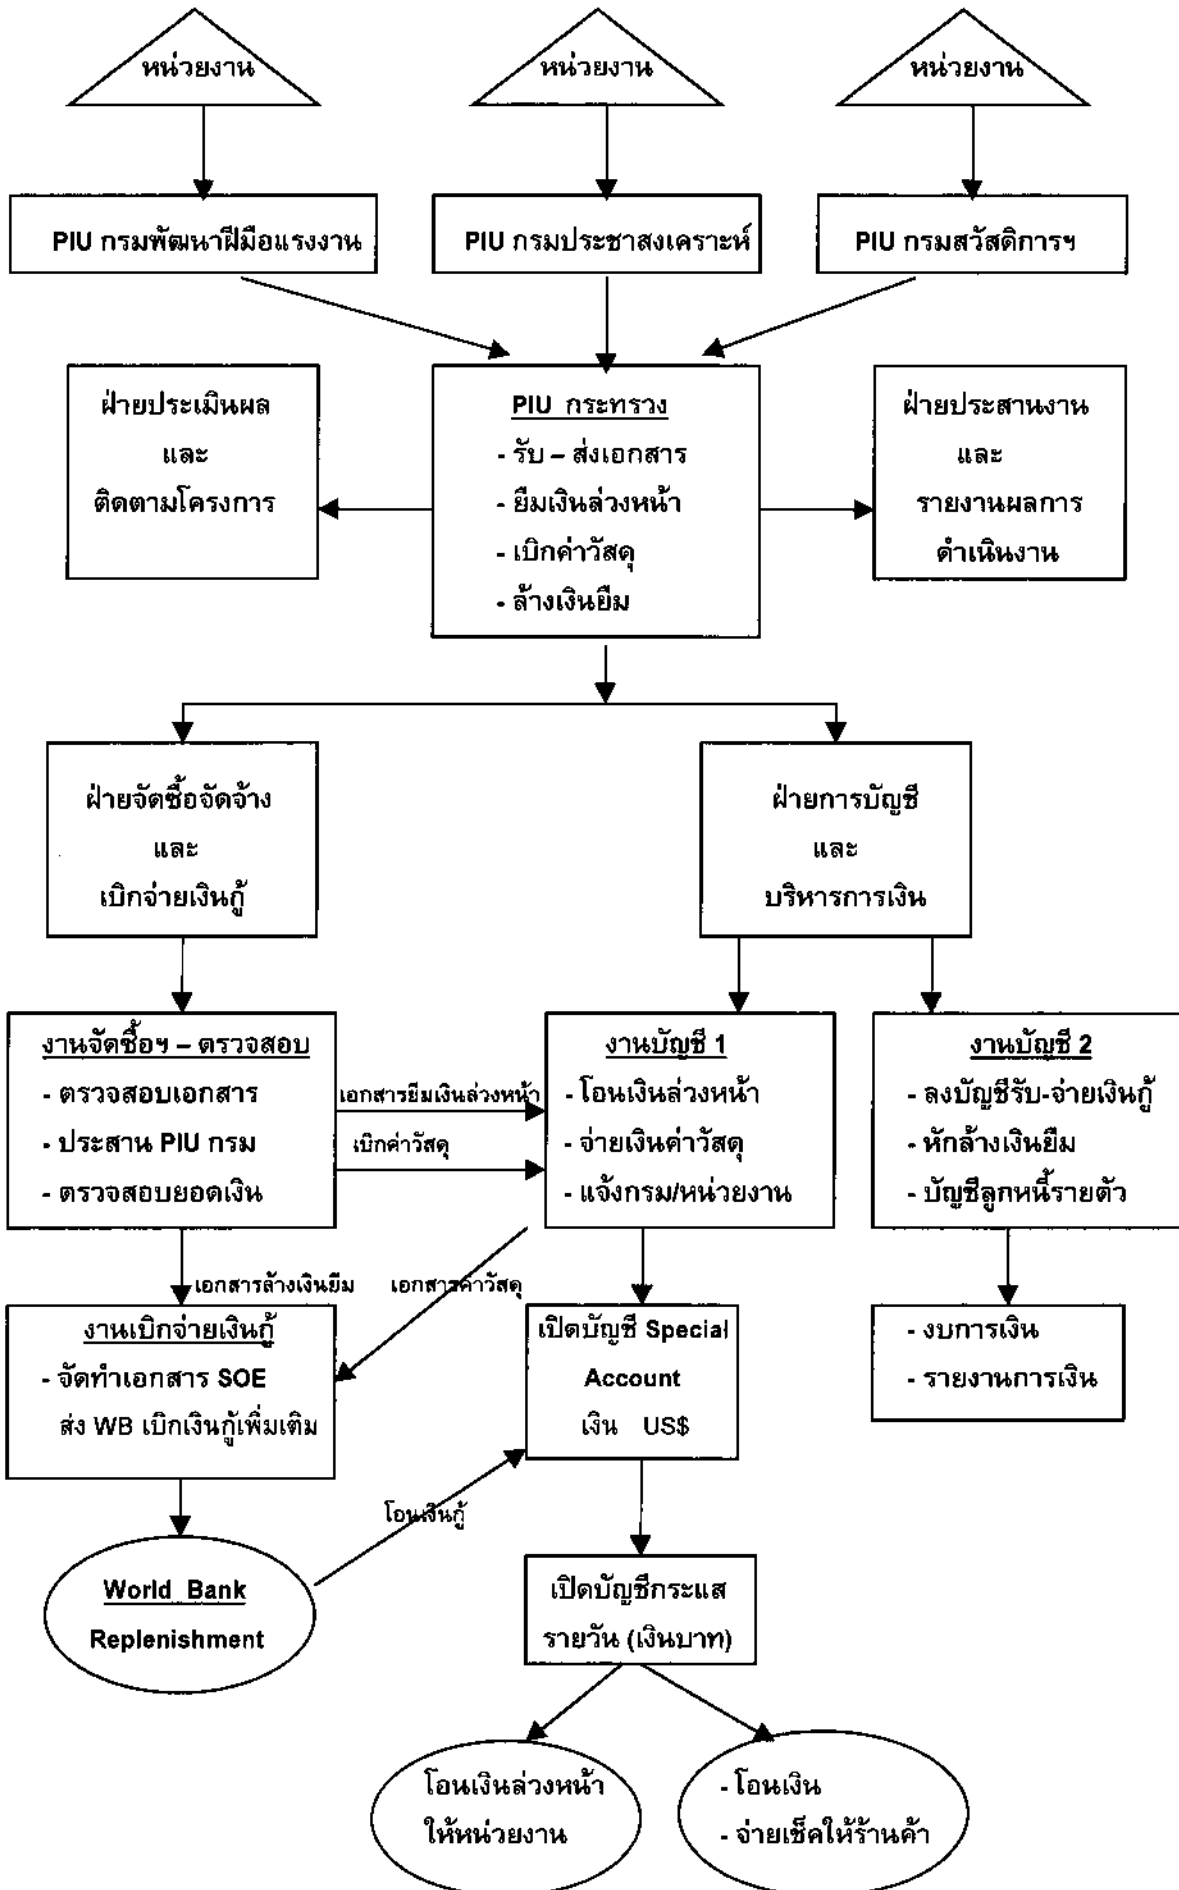 หน่วยงาน
หน่วยงาน
หน่วยงาน
PIU กรมพัฒนาฝีมือแรงงาน
PIU กรมประชาสงเคราะห์
PIU กรมสวัสดิการฯ
ฝ่ายประเมินผล
และ
ติดตามโครงการ
PIU กระทรวง
- รับ – ส่งเอกสาร
- ยืมเงินล่วงหน้า
- เบิกค่าวัสดุ
- ล้างเงินยืม
ฝ่ายประสานงาน
และ
รายงานผลการ
ดำเนินงาน
ฝ่ายจัดซื้อจัดจ้าง
และ
เบิกจ่ายเงินกู้
ฝ่ายการบัญชี
และ
บริหารการเงิน
งานจัดซื้อฯ – ตรวจสอบ
- ตรวจสอบเอกสาร
- ประสาน PIU กรม
- ตรวจสอบยอดเงิน
เอกสารยืมเงินล่วงหน้า
เบิกค่าวัสดุ
งานบัญชี 1
- โอนเงินล่วงหน้า
- จ่ายเงินค่าวัสดุ
- แจ้งกรม/หน่วยงาน
งานบัญชี 2
- ลงบัญชีรับ-จ่ายเงินกู้
- หักล้างเงินยืม
- บัญชีลูกหนี้รายตัว
เอกสารล้างเงินยืม
เอกสารค่าวัสดุ
งานเบิกจ่ายเงินกู้
- จัดทำเอกสาร SOE
ส่ง WB เบิกเงินกู้เพิ่มเติม
เปิดบัญชี Special
Account
เงิน US$
- งบการเงิน
- รายงานการเงิน
โอนเงินกู้
World Bank
Replenishment
เปิดบัญชีกระแส
รายวัน (เงินบาท)
โอนเงินล่วงหน้า
ให้หน่วยงาน
- โอนเงิน
- จ่ายเช็คให้ร้านค้า